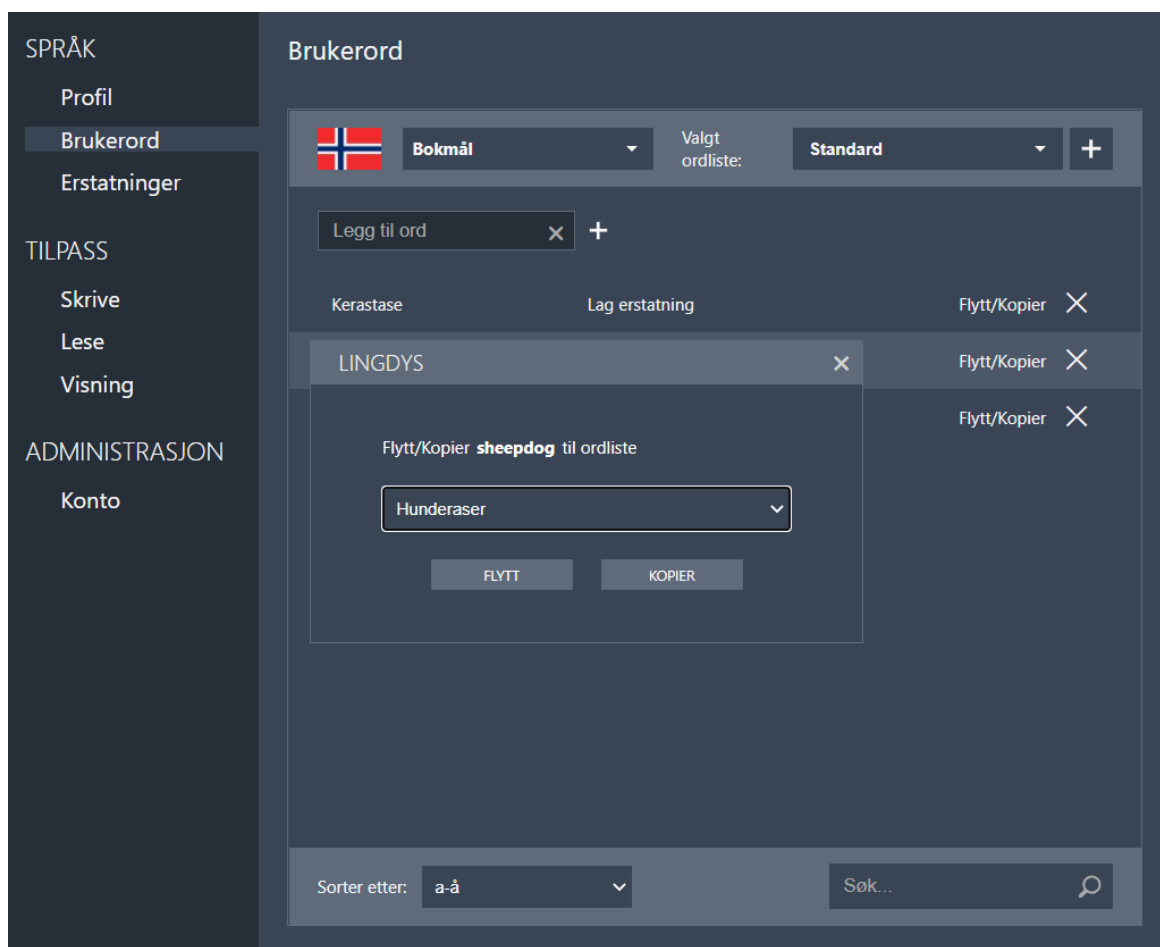 SPRÅK
Profil
Brukerord
Erstatninger
TILPASS
Skrive
Lese
Visning
ADMINISTRASJON
Konto
Brukerord
Bokmål
Valgt
ordliste:
Standard
Legg til ord
Kerastase Lag erstatning Flytt/Kopier
Flytt/Kopier
Flytt/Kopier
LINGDYS
Flytt/Kopier sheepdog til ordliste
Hunderaser
FLYTT KOPIER
Sorter etter: a-å Søk...